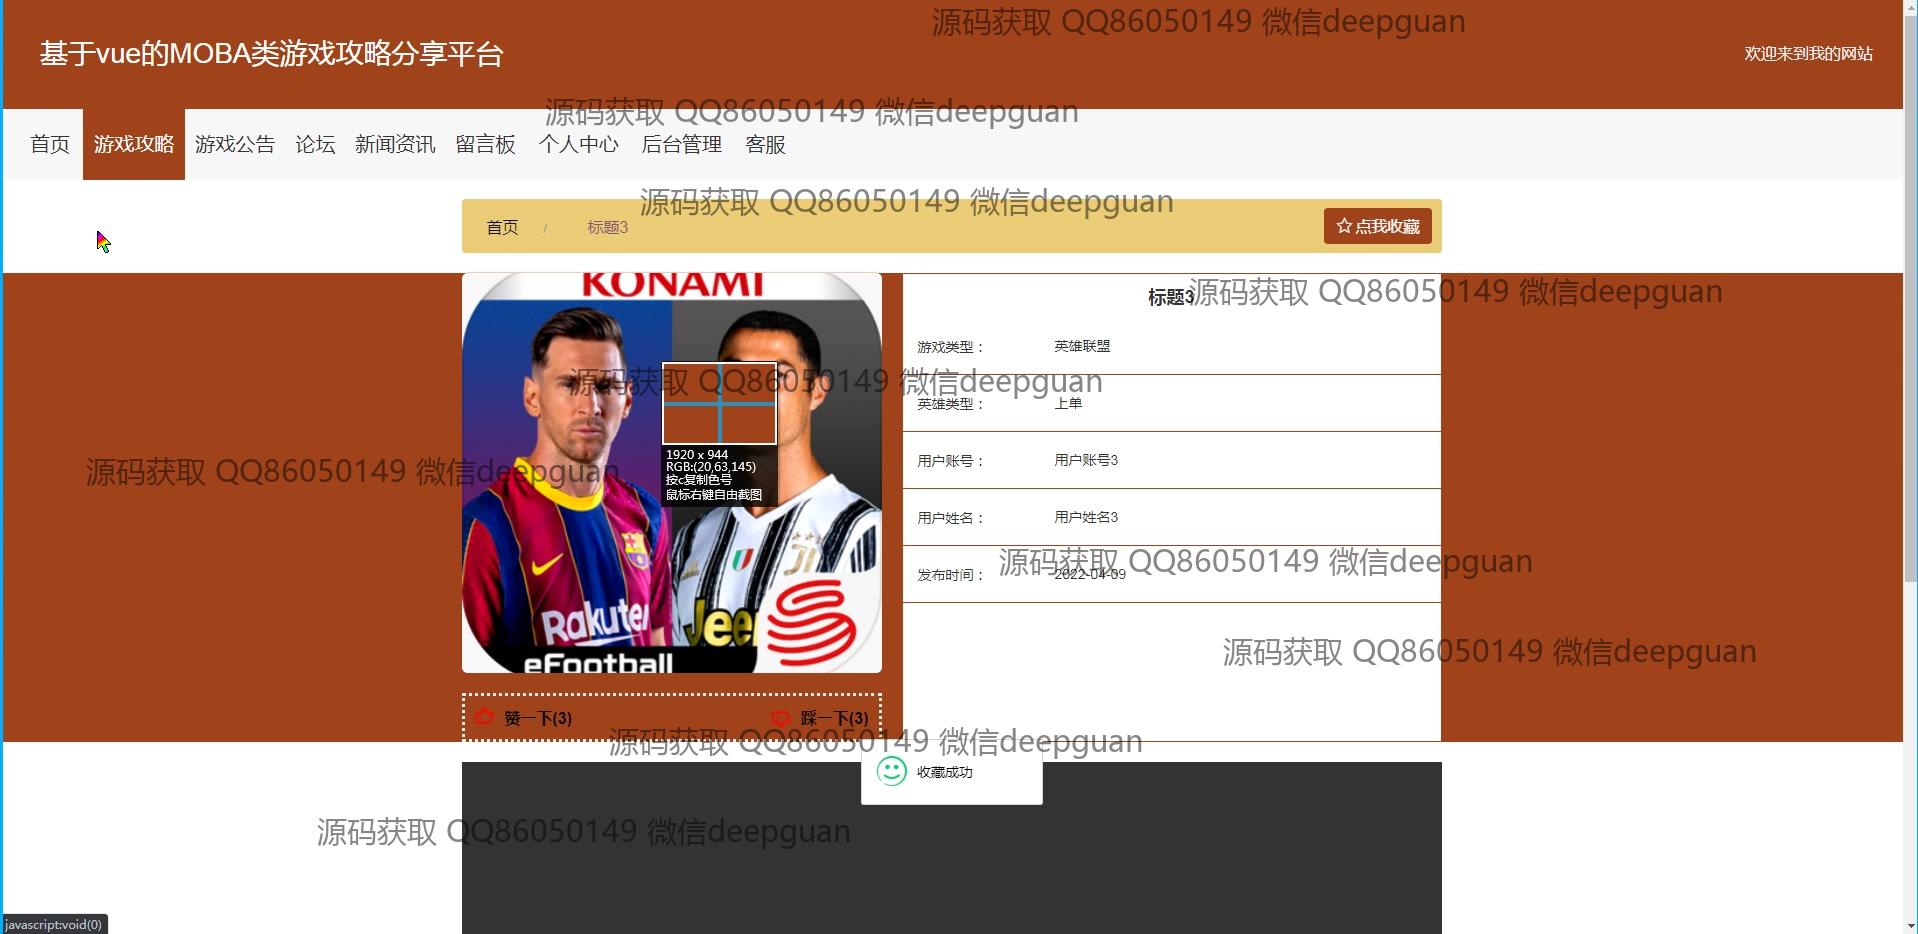 源码获取 QQ86050149 微信deepguan
基于vue的MOBA类游戏攻略分享平台
欢迎来到我的网站
源码获取 QQ86050149 微信deepguan
首页 游戏攻略 游戏公告 论坛 新闻资讯 留言板 个人中心 后台管理 客服
源码获取 QQ86050149 微信deepguan
首页 / 标题3
☆点我收藏
KONAMI
标题3
源码获取 QQ86050149 微信deepguan
游戏类型： 英雄联盟
源码获取 QQ86050149 微信deepguan
英雄类型： 上单
1920 x 944
RGB:(20,63,145)
按c复制色号
鼠标右键自由截图
用户账号： 用户账号3
源码获取 QQ86050149 微信deepguan
用户姓名： 用户姓名3
源码获取 QQ86050149 微信deepguan
发布时间： 2022-04-09
Rakuten
Jeep
eFootball
源码获取 QQ86050149 微信deepguan
赞一下(3) 踩一下(3)
源码获取 QQ86050149 微信deepguan
收藏成功
源码获取 QQ86050149 微信deepguan
javascript:void(0)